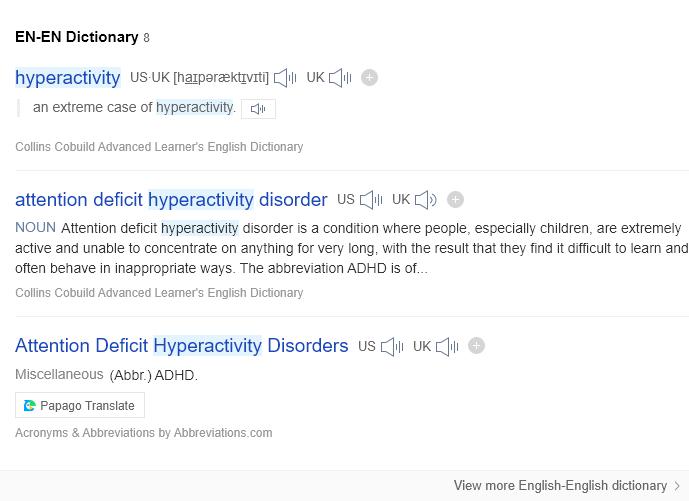 EN-EN Dictionary 8
hyperactivity US·UK [haɪpəræktɪvɪti] UK
an extreme case of hyperactivity.
Collins Cobuild Advanced Learner's English Dictionary
attention deficit hyperactivity disorder US UK
NOUN Attention deficit hyperactivity disorder is a condition where people, especially children, are extremely
active and unable to concentrate on anything for very long, with the result that they find it difficult to learn and
often behave in inappropriate ways. The abbreviation ADHD is of...
Collins Cobuild Advanced Learner's English Dictionary
Attention Deficit Hyperactivity Disorders US UK
Miscellaneous (Abbr.) ADHD.
Papago Translate
Acronyms & Abbreviations by Abbreviations.com
View more English-English dictionary